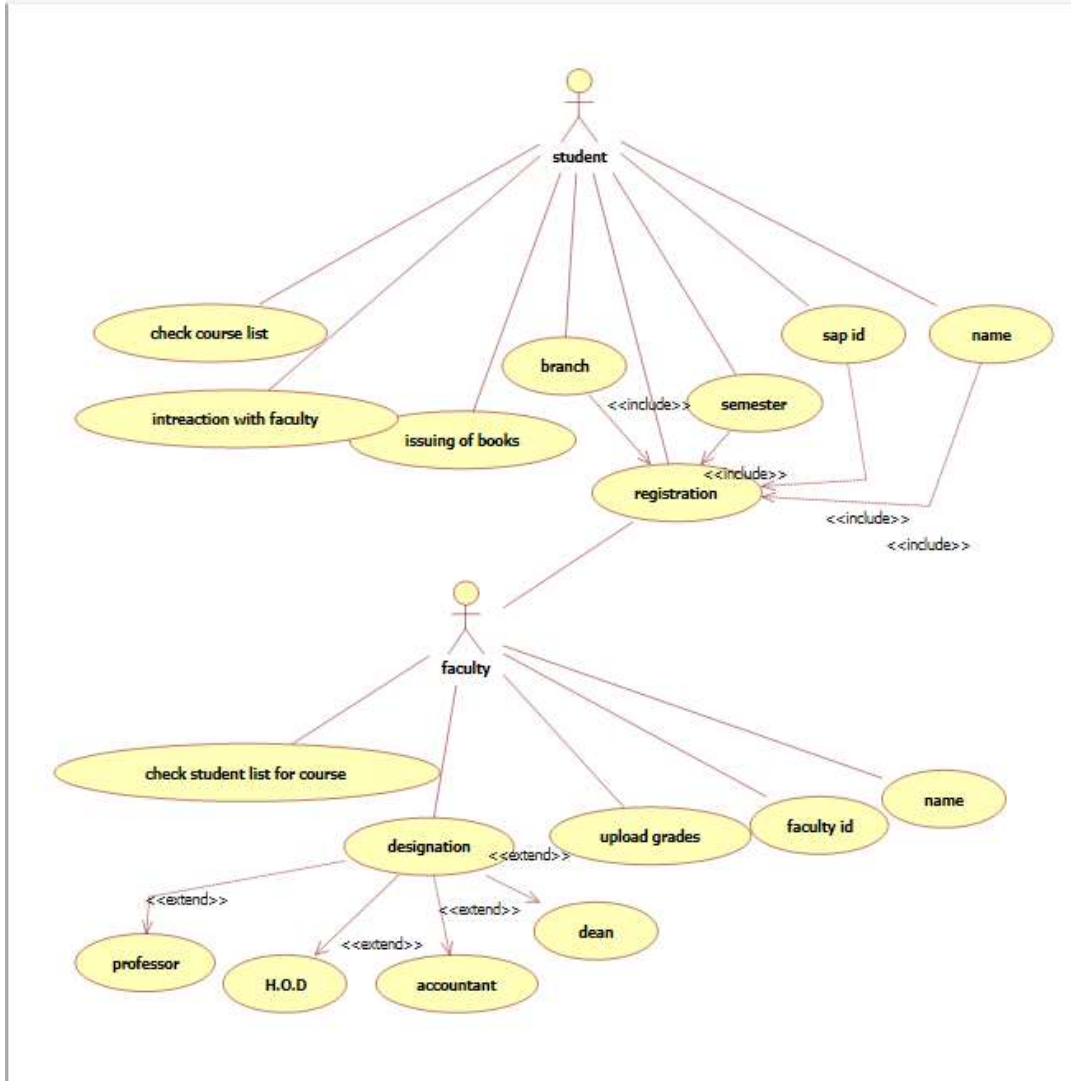 student
check course list
sap id
name
branch
<<include>>
semester
intreaction with faculty
issuing of books
<<include>>
registration
<<include>>
<<include>>
faculty
check student list for course
name
faculty id
upload grades
designation
<<extend>>
<<extend>>
<<extend>>
dean
<<extend>>
professor
H.O.D
accountant